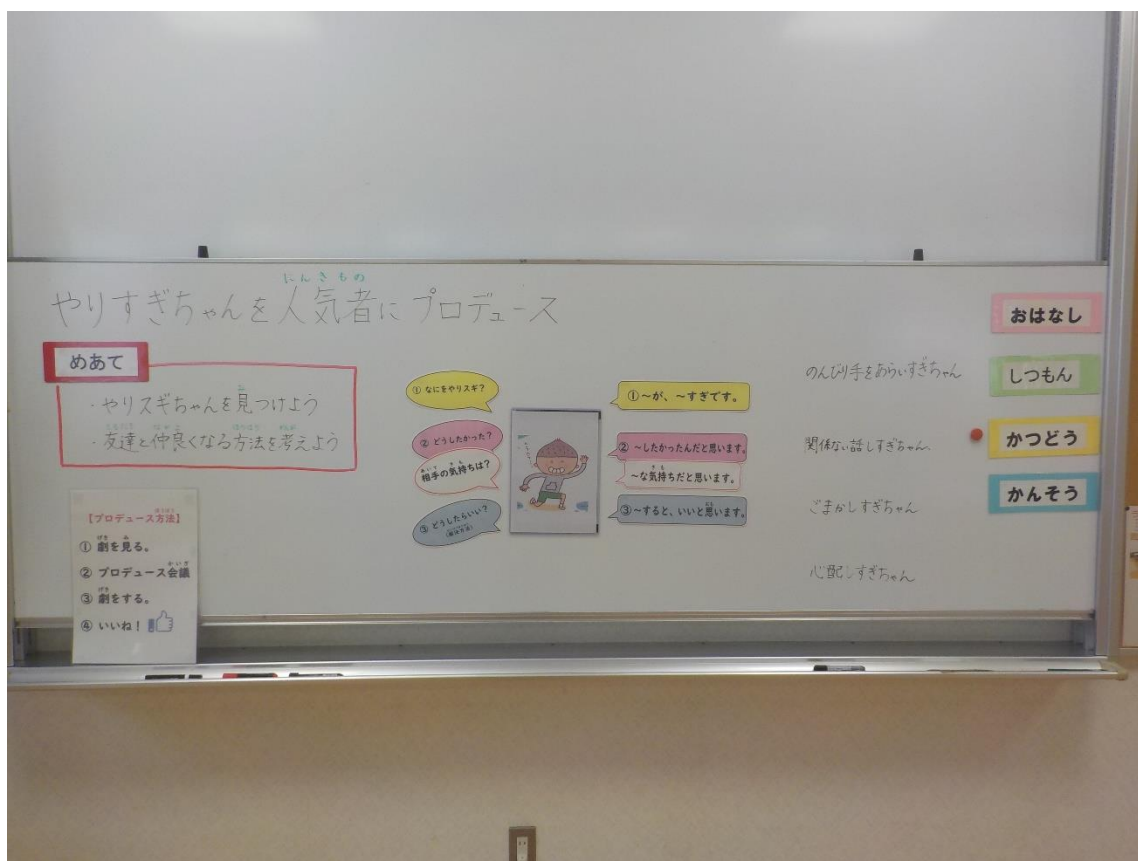 やりすぎちゃんを人気者にプロデュース
にんきもの
めあて
・やりスギちゃんを見つけよう
・友達と仲良くなる方法を考えよう
【プロデュース方法】
① 劇を見る。
② プロデュース会議
③ 劇をする。
④ いいね！
① なにをやりスギ？
② どうしたかった？
相手の気持ちは？
③ どうしたらいい？
(解決方法)
①～が、～すぎです。
② ～したかったんだと思います。
～な気持ちだと思います。
③～すると、いいと思います。
のんびり手をあらいすぎちゃん
関係ない話しすぎちゃん。
ごまかしすぎちゃん
心配しすぎちゃん
おはなし
しつもん
かつどう
かんそう